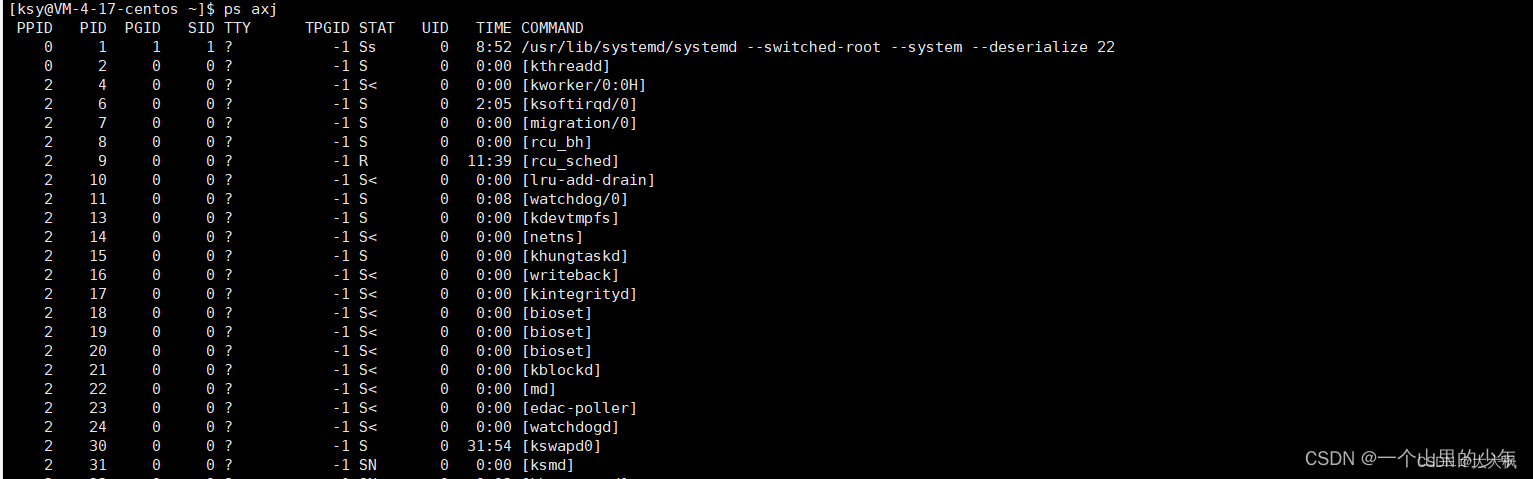 [ksy@VM-4-17-centos ~]$ ps axj
PPID PID PGID SID TTY TPGID STAT UID TIME COMMAND
0 1 1 1 ? -1 Ss 0 8:52 /usr/lib/systemd/systemd --switched-root --system --deserialize 22
0 2 0 0 ? -1 S 0 0:00 [kthreadd]
2 4 0 0 ? -1 S< 0 0:00 [kworker/0:0H]
2 6 0 0 ? -1 S 0 2:05 [ksoftirqd/0]
2 7 0 0 ? -1 S 0 0:00 [migration/0]
2 8 0 0 ? -1 S 0 0:00 [rcu_bh]
2 9 0 0 ? -1 R 0 11:39 [rcu_sched]
2 10 0 0 ? -1 S< 0 0:00 [lru-add-drain]
2 11 0 0 ? -1 S 0 0:08 [watchdog/0]
2 13 0 0 ? -1 S 0 0:00 [kdevtmpfs]
2 14 0 0 ? -1 S< 0 0:00 [netns]
2 15 0 0 ? -1 S 0 0:00 [khungtaskd]
2 16 0 0 ? -1 S< 0 0:00 [writeback]
2 17 0 0 ? -1 S< 0 0:00 [kintegrityd]
2 18 0 0 ? -1 S< 0 0:00 [bioset]
2 19 0 0 ? -1 S< 0 0:00 [bioset]
2 20 0 0 ? -1 S< 0 0:00 [bioset]
2 21 0 0 ? -1 S< 0 0:00 [kblockd]
2 22 0 0 ? -1 S< 0 0:00 [md]
2 23 0 0 ? -1 S< 0 0:00 [edac-poller]
2 24 0 0 ? -1 S< 0 0:00 [watchdogd]
2 30 0 0 ? -1 S 0 31:54 [kswapd0]
2 31 0 0 ? -1 SN 0 0:00 [ksmd]
CSDN @一个山里的少年